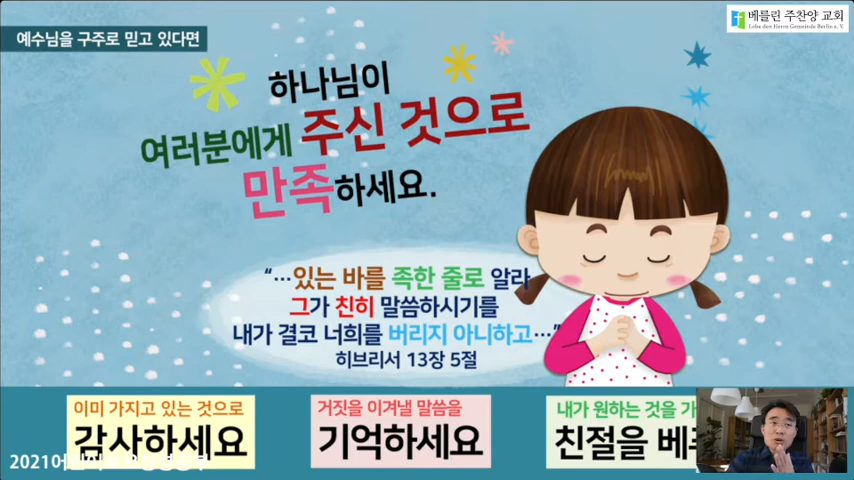 예수님을 구주로 믿고 있다면
베를린 주찬양 교회
Lobe den Herrn Gemeinde Berlin e. V.
하나님이
여러분에게 주신 것으로
만족하세요.
“…있는 바를 족한 줄로 알라
그가 친히 말씀하시기를
내가 결코 너희를 버리지 아니하고…”
히브리서 13장 5절
이미 가지고 있는 것으로
감사하세요
거짓을 이겨낼 말씀을
기억하세요
내가 원하는 것을
친절을